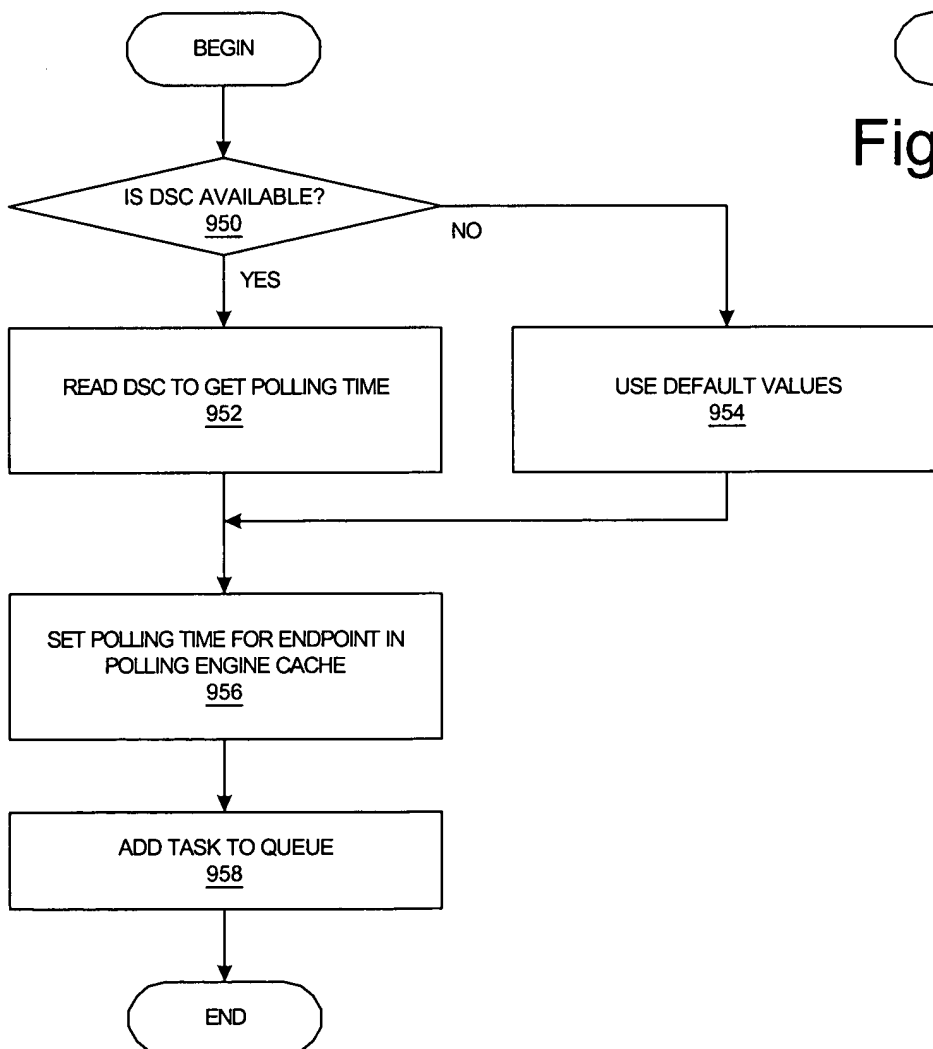 BEGIN
Fig
IS DSC AVAILABLE?
950
NO
YES
READ DSC TO GET POLLING TIME
952
USE DEFAULT VALUES
954
SET POLLING TIME FOR ENDPOINT IN
POLLING ENGINE CACHE
956
ADD TASK TO QUEUE
958
END